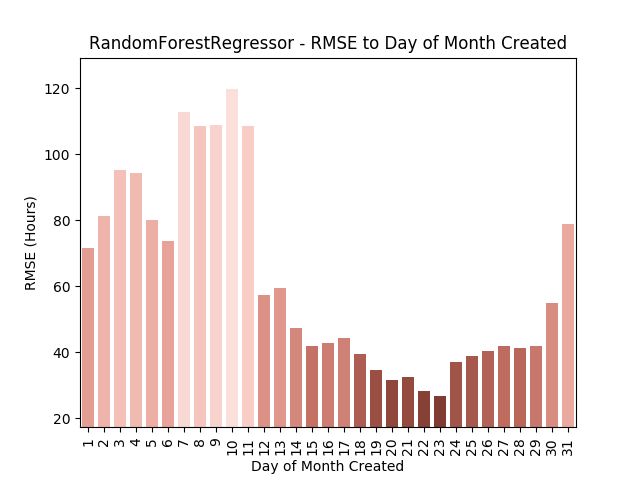 RandomForestRegressor - RMSE to Day of Month Created
120
100
80
60
40
20
RMSE (Hours)
1 2 3 4 5 6 7 8 9 10 11 12 13 14 15 16 17 18 19 20 21 22 23 24 25 26 27 28 29 30 31
Day of Month Created